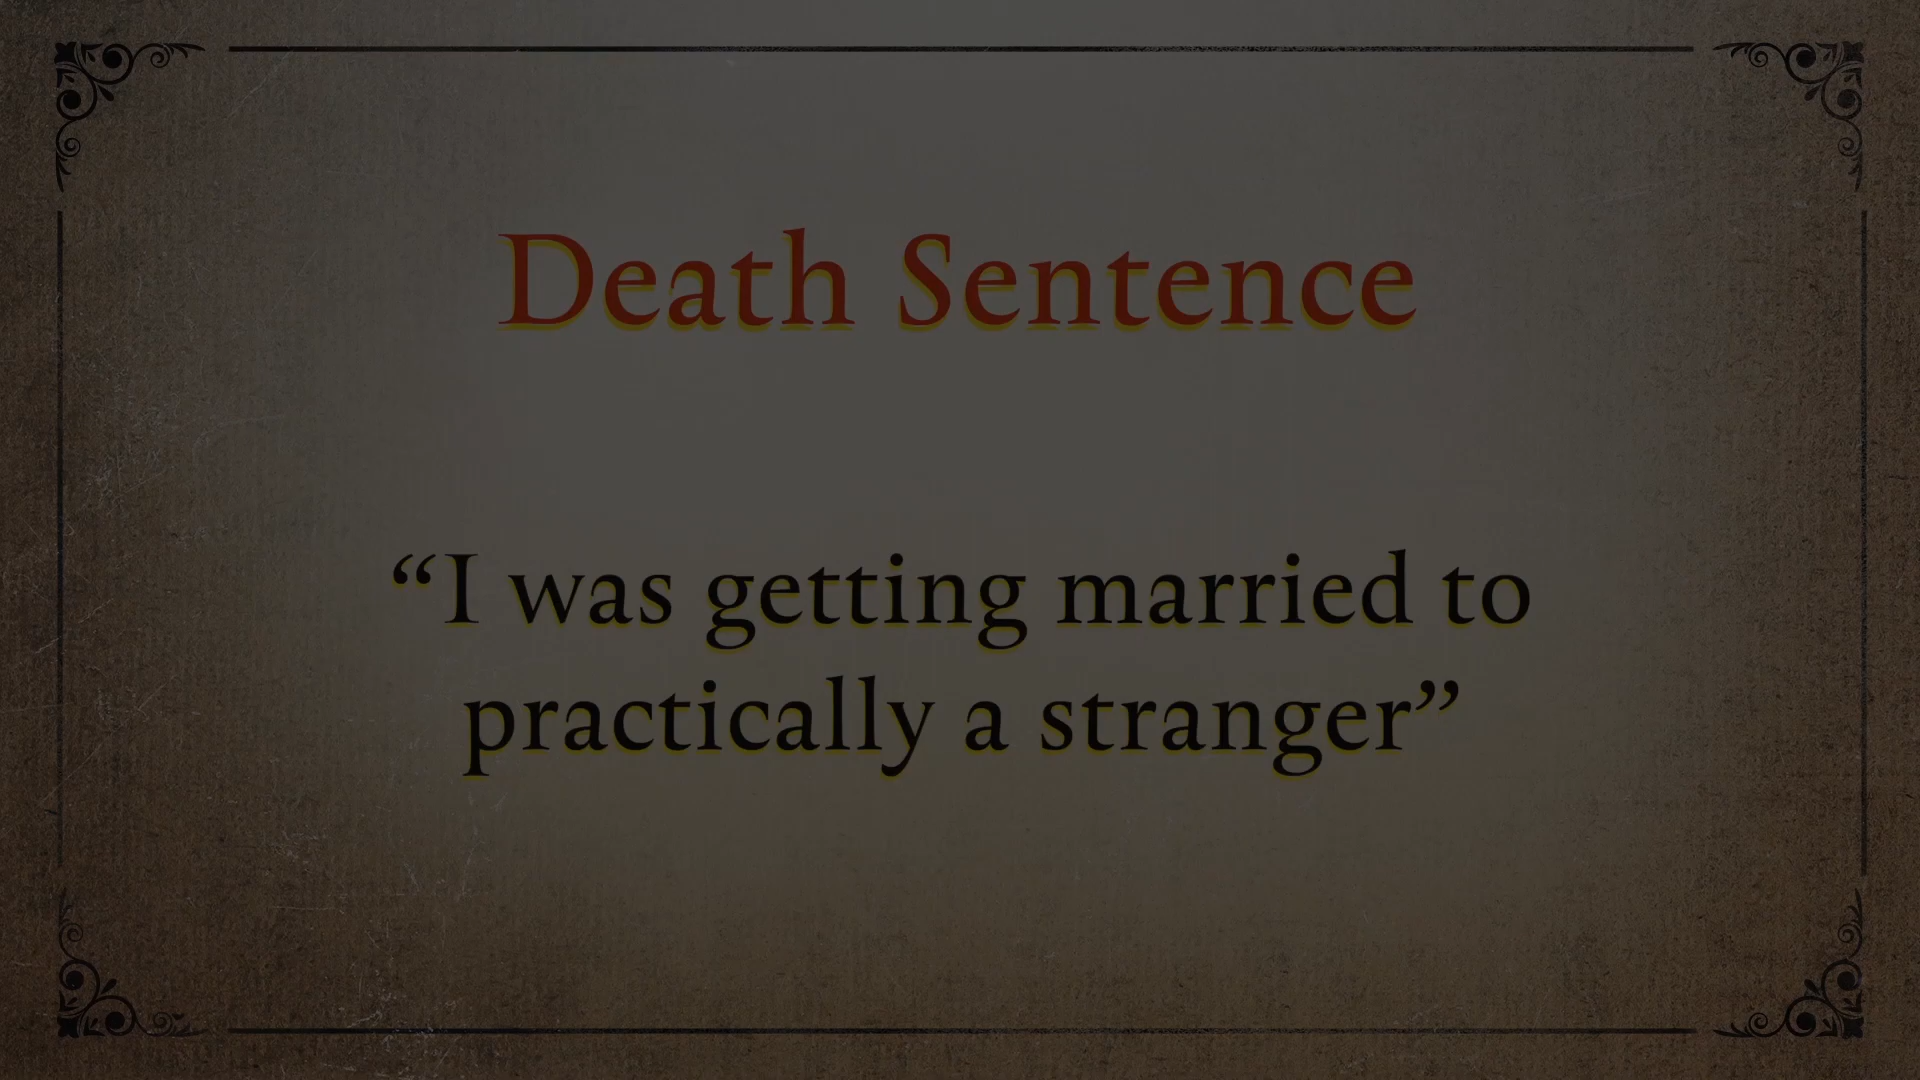 Death Sentence
“I was getting married to
practically a stranger”